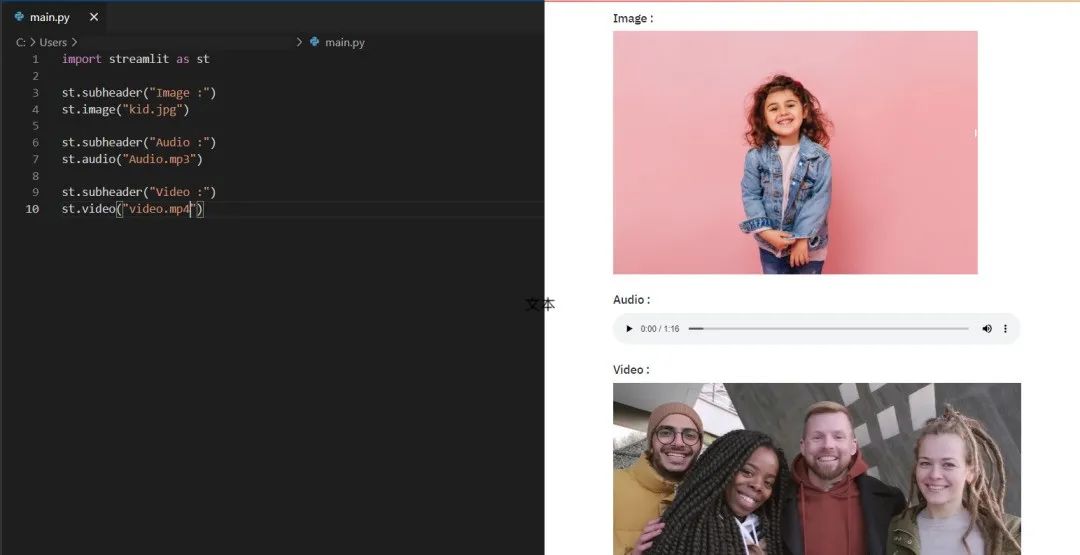 main.py
C: > Users > > main.py
1 import streamlit as st
2
3 st.subheader("Image :")
4 st.image("kid.jpg")
5
6 st.subheader("Audio :")
7 st.audio("Audio.mp3")
8
9 st.subheader("Video :")
10 st.video("video.mp4")
文本
Image :
Audio :
0:00 / 1:16
Video :